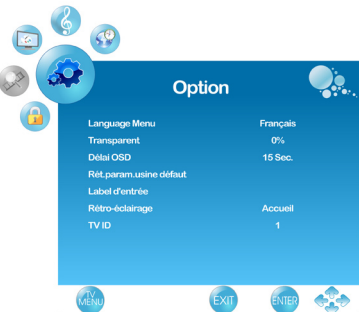 Option
Language Menu Français
Transparent 0%
Délai OSD 15 Sec.
Rét.param.usine défaut
Label d'entrée
Rétro-éclairage Accueil
TV ID 1
TV MENU EXIT ENTER